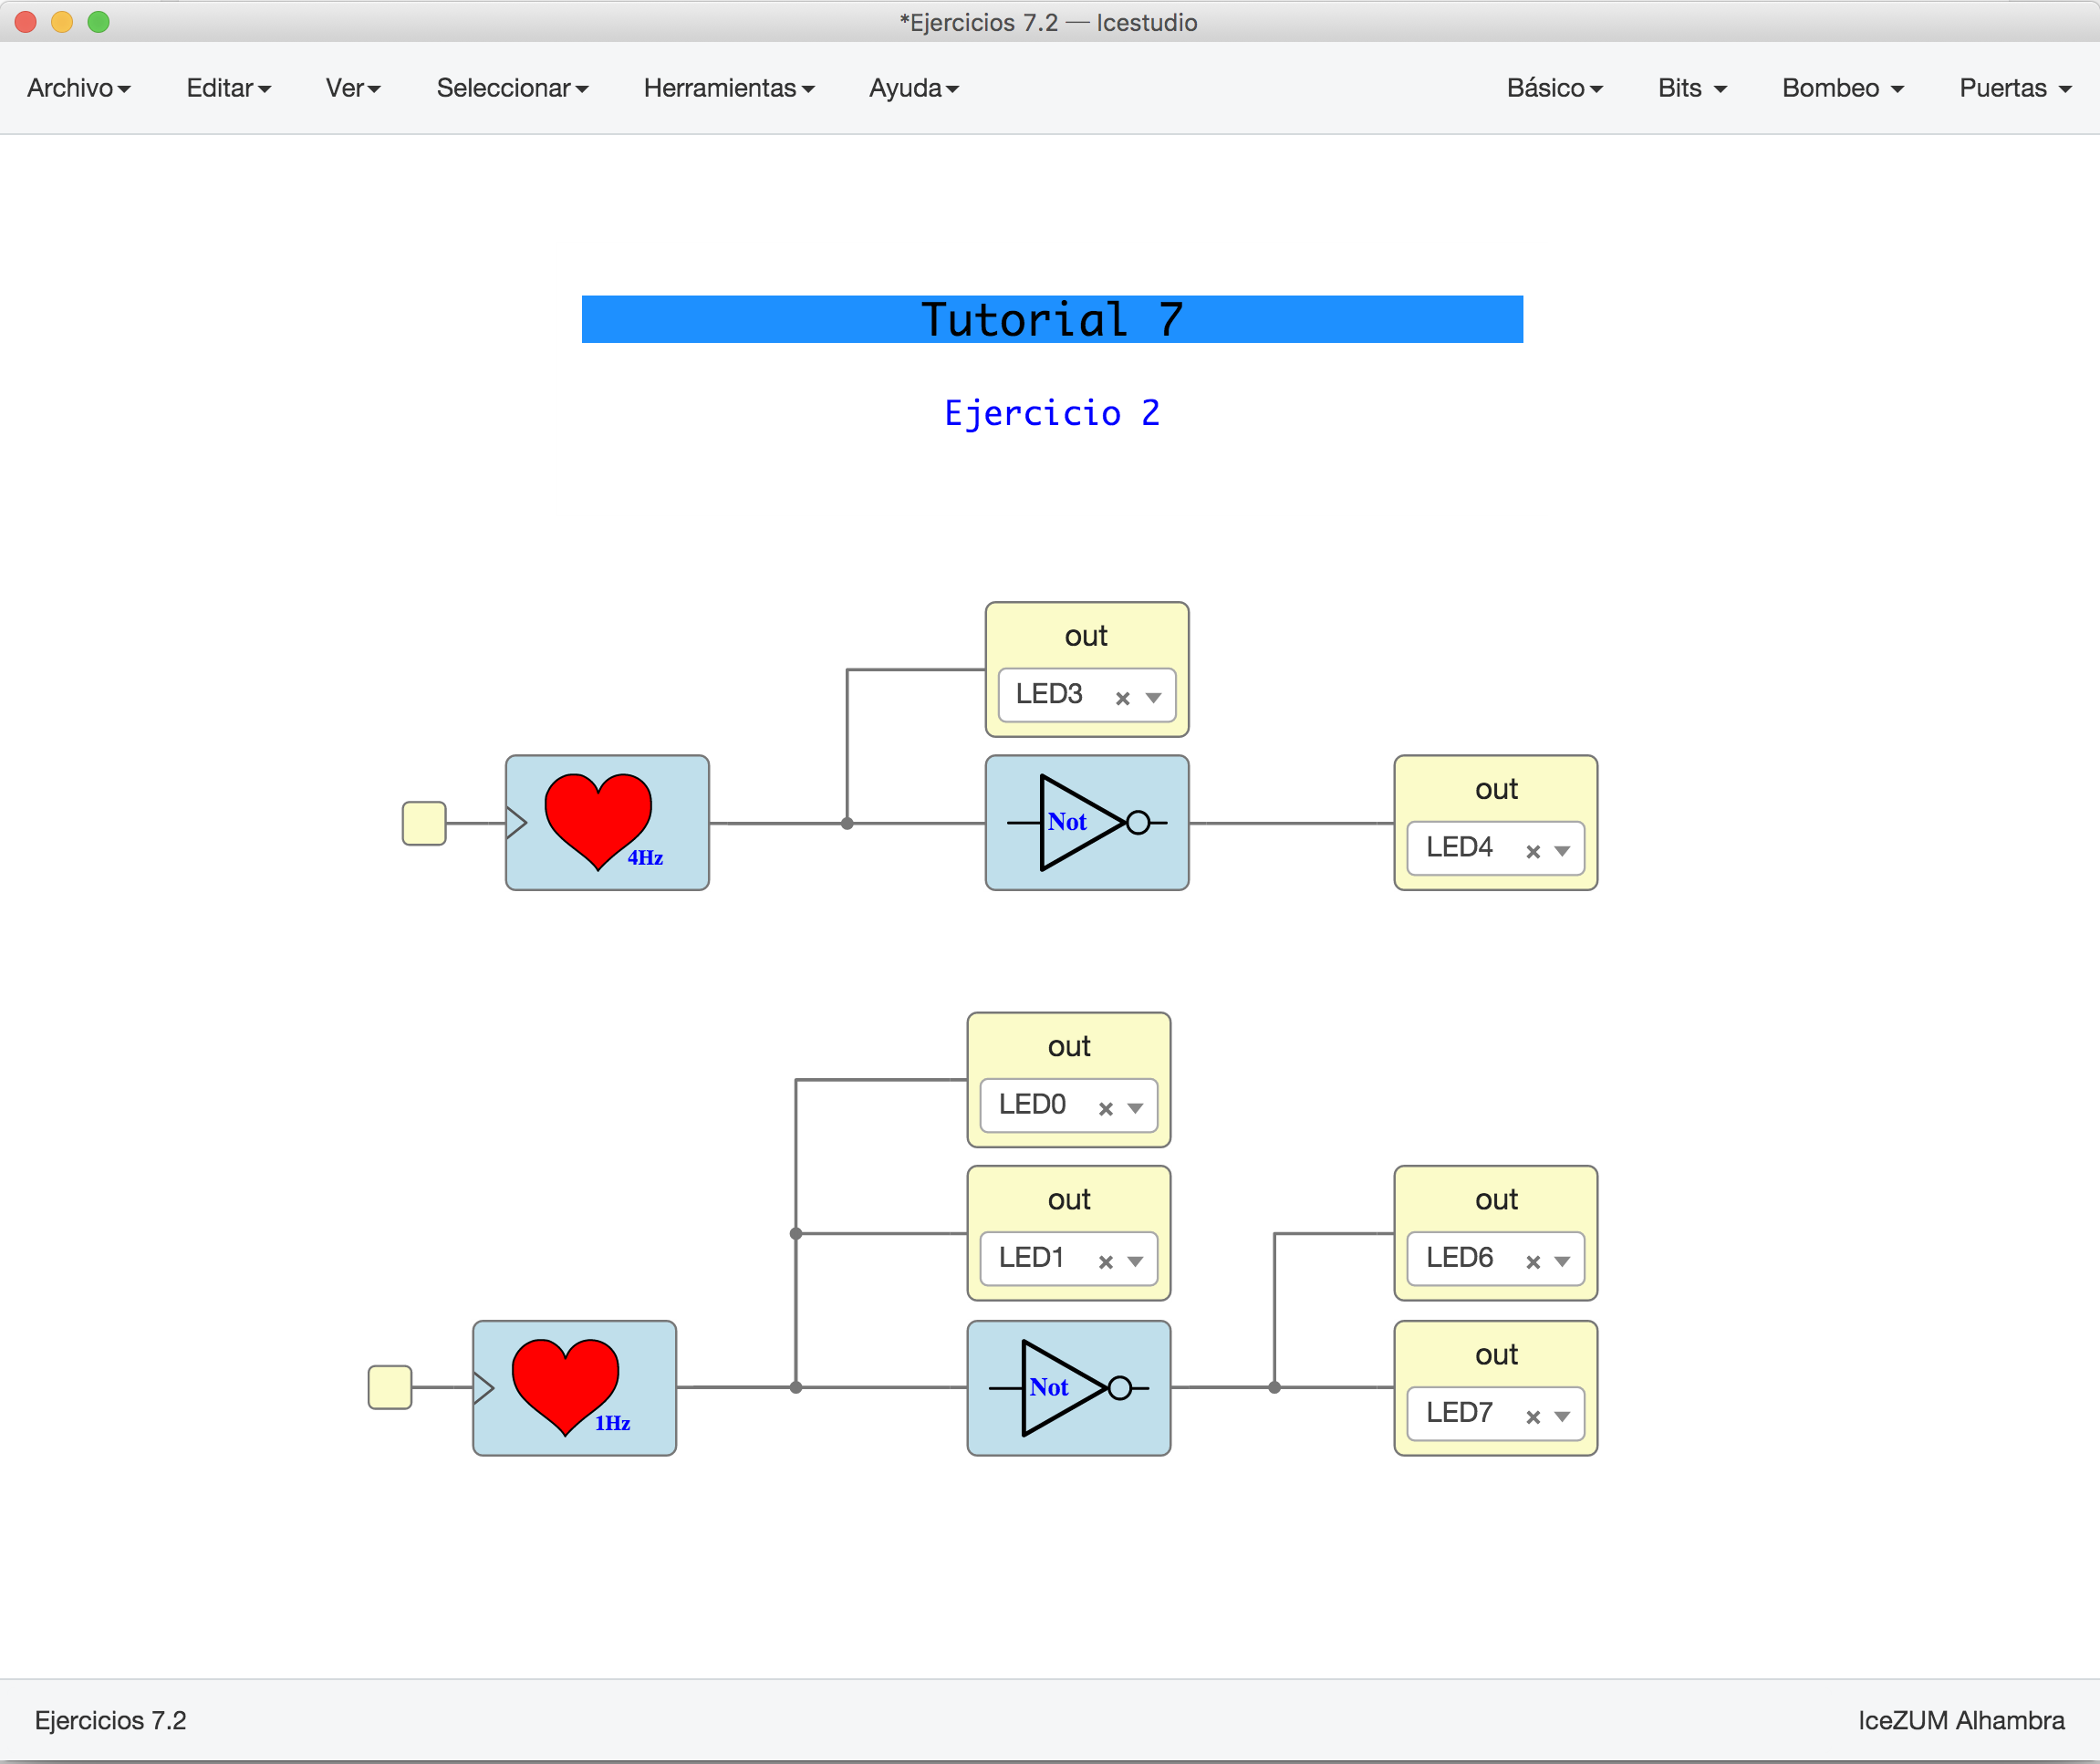 *Ejercicios 7.2 — Icestudio
Archivo Editar Ver Seleccionar Herramientas Ayuda Básico Bits Bombeo Puertas
Tutorial 7
Ejercicio 2
out
LED3
4Hz
Not
out
LED4
out
LED0
out
LED1
out
LED6
1Hz
Not
out
LED7
Ejercicios 7.2 IceZUM Alhambra